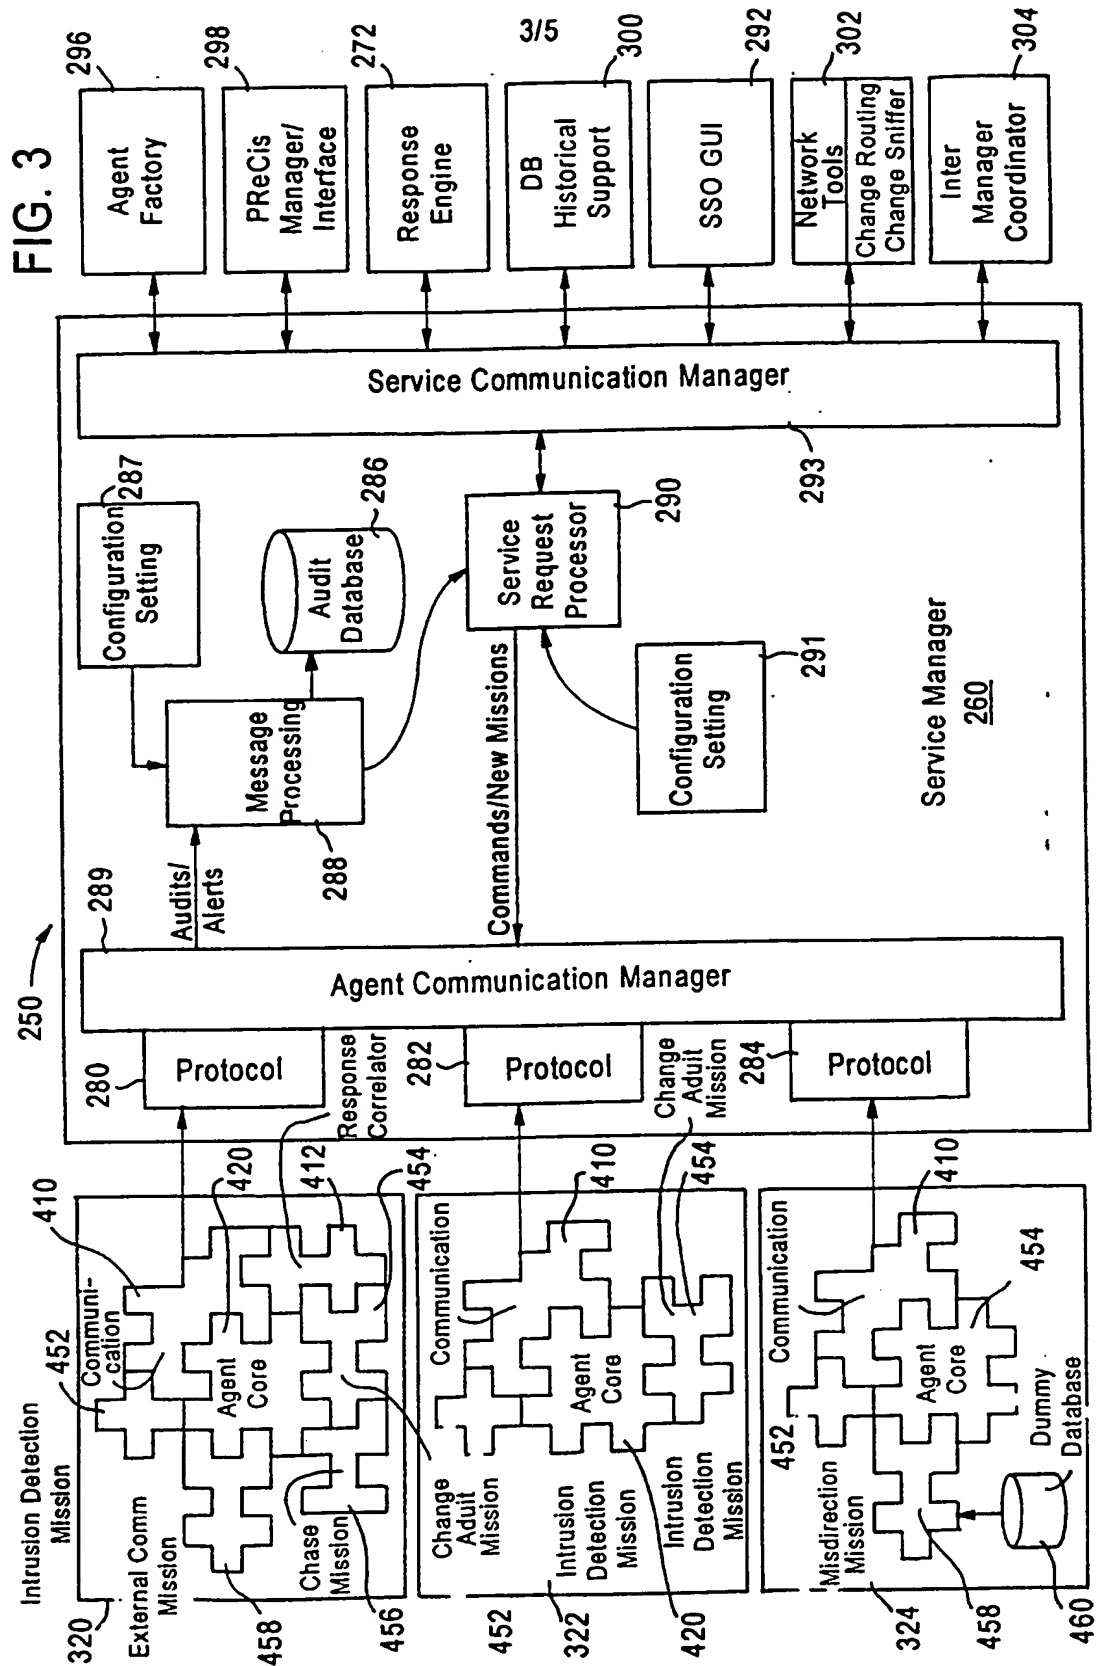 FIG. 3
3/5
296
298
272
300
292
302
304
Agent
Factory
PReCis
Manager/
Interface
Response
Engine
DB
Historical
Support
SSO GUI
Network
Tools
Change Routing
Change Sniffer
Inter
Manager
Coordinator
Service Communication Manager
293
287
Configuration
Setting
286
Audit
Database
290
Service
Request
Processor
Message
Processing
288
291
Configuration
Setting
Service Manager
260
Commands/New Missions
Audits/
Alerts
289
250
Agent Communication Manager
280
Protocol
Response
Correlator
282
Protocol
Change
Adult
Mission
284
Protocol
410
420
412
454
452
Communi-
cation
Agent
Core
Intrusion Detection
Mission
External Comm
Mission
320
458
Chase
Mission
456
Change
Adult
Mission
410
454
Communication
Agent
Core
452
Intrusion
Detection
Mission
322
420
Intrusion
Detection
Mission
410
454
Communication
Agent
Core
452
Misdirection
Mission
324
458
Dummy
Database
460